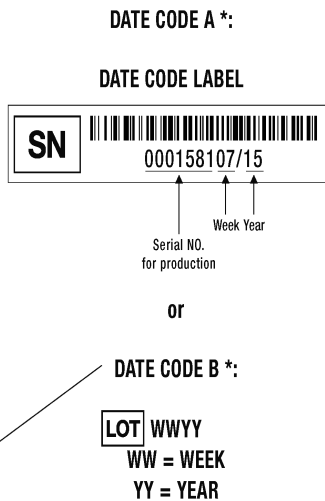 DATE CODE A *:
DATE CODE LABEL
SN
000158107/15
Week Year
Serial NO.
for production
or
DATE CODE B *:
LOT WWYY
WW = WEEK
YY = YEAR